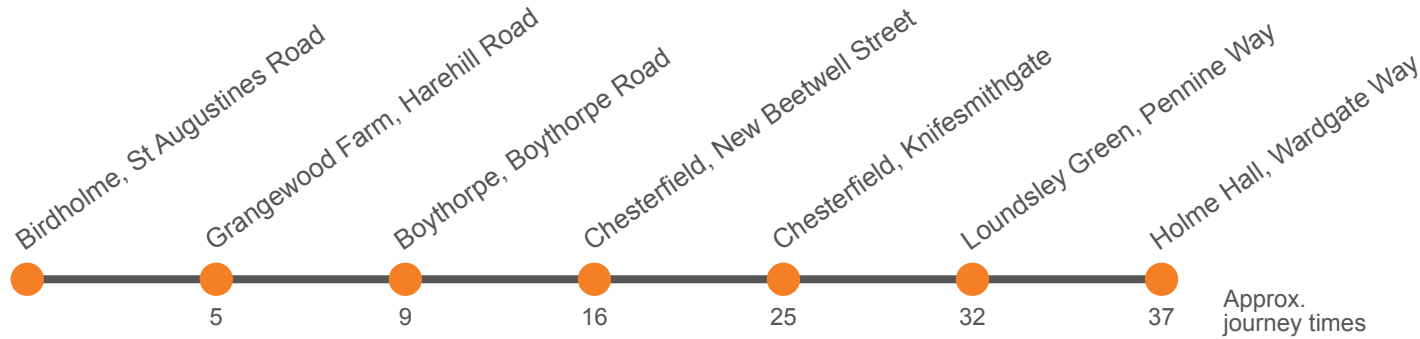 Birdholme, St Augustines Road
Grangewood Farm, Harehill Road
Boythorpe, Boythorpe Road
Chesterfield, New Beetwell Street
Chesterfield, Knifesmithgate
Loundsley Green, Pennine Way
Holme Hall, Wardgate Way
5
9
16
25
32
37
Approx.
journey times